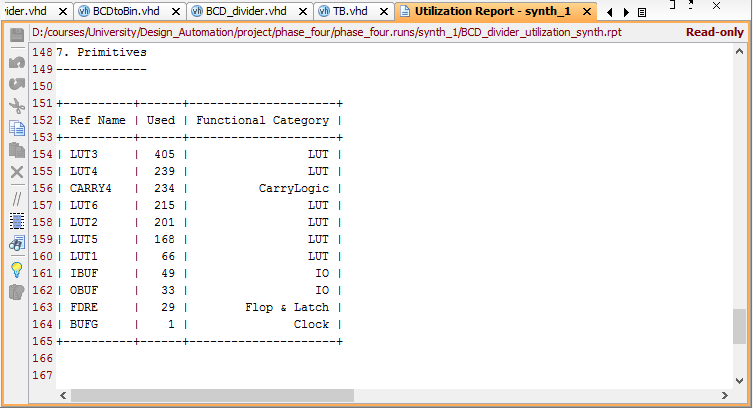 vider.vhd BCDtoBin.vhd BCD_divider.vhd TB.vhd Utilization Report - synth_1
D:/courses/University/Design_Automation/project/phase_four/phase_four.runs/synth_1/BCD_divider_utilization_synth.rpt Read-only
148 7. Primitives
149 -------------
150
151 +----------+------+---------------------+
152 | Ref Name | Used | Functional Category |
153 +----------+------+---------------------+
154 | LUT3 | 405 | LUT |
155 | LUT4 | 239 | LUT |
156 | CARRY4 | 234 | CarryLogic |
157 | LUT6 | 215 | LUT |
158 | LUT2 | 201 | LUT |
159 | LUT5 | 168 | LUT |
160 | LUT1 | 66 | LUT |
161 | IBUF | 49 | IO |
162 | OBUF | 33 | IO |
163 | FDRE | 29 | Flop & Latch |
164 | BUFG | 1 | Clock |
165 +----------+------+---------------------+
166
167